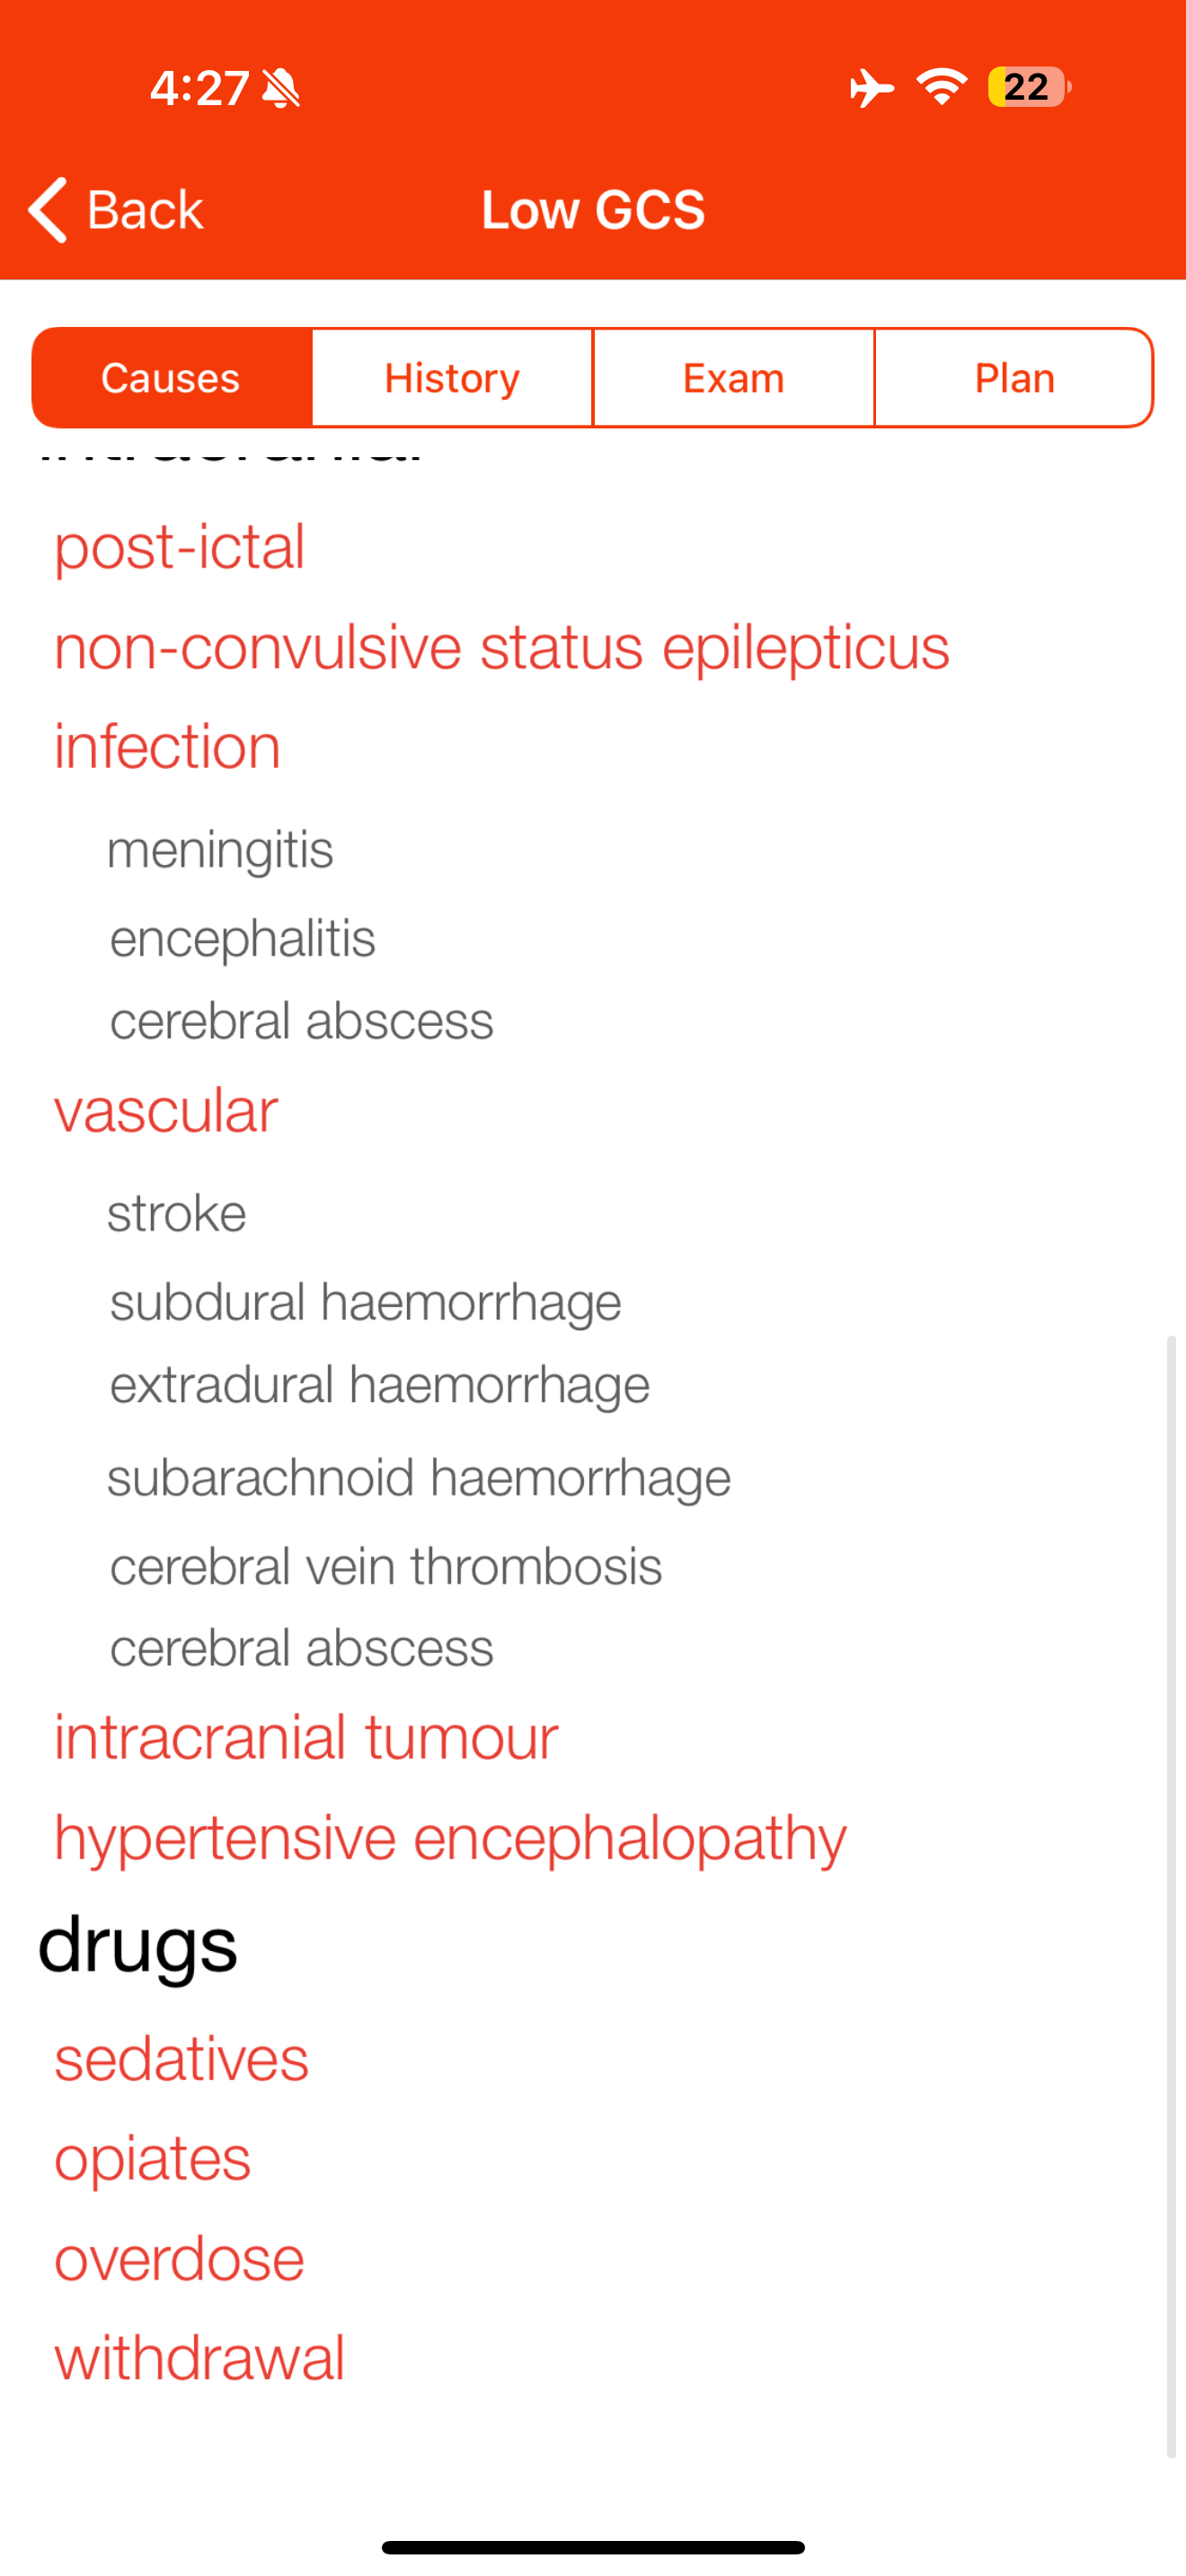 4:27
22
Back
Low GCS
Causes
History
Exam
Plan
post-ictal
non-convulsive status epilepticus
infection
meningitis
encephalitis
cerebral abscess
vascular
stroke
subdural haemorrhage
extradural haemorrhage
subarachnoid haemorrhage
cerebral vein thrombosis
cerebral abscess
intracranial tumour
hypertensive encephalopathy
drugs
sedatives
opiates
overdose
withdrawal